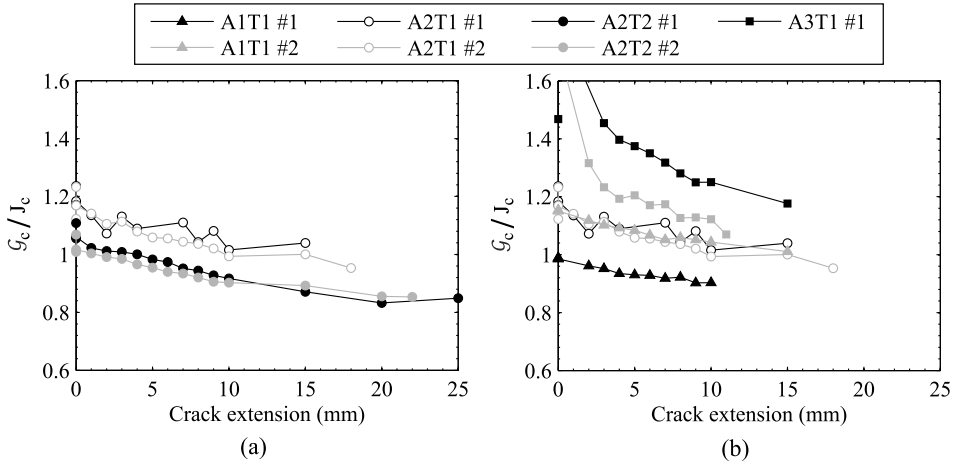 A1T1 #1 A2T1 #1 A2T2 #1 A3T1 #1
A1T1 #2 A2T1 #2 A2T2 #2
1.6 1.6
1.4 1.4
1.2 1.2
1 1
0.8 0.8
0.6 0.6
𝒢c / Jc 𝒢c / Jc
0 5 10 15 20 25 0 5 10 15 20 25
Crack extension (mm) Crack extension (mm)
(a) (b)